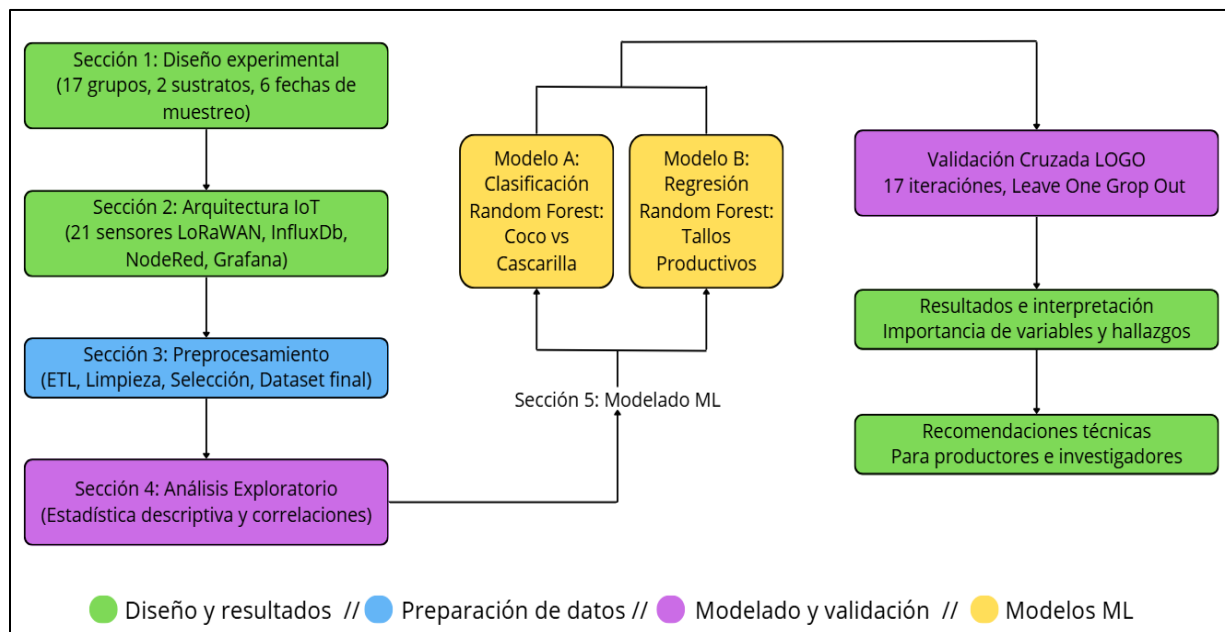 Sección 1: Diseño experimental
(17 grupos, 2 sustratos, 6 fechas de
muestreo)
Sección 2: Arquitectura IoT
(21 sensores LoRaWAN, InfluxDb,
NodeRed, Grafana)
Sección 3: Preprocesamiento
(ETL, Limpieza, Selección, Dataset final)
Sección 4: Análisis Exploratorio
(Estadística descriptiva y correlaciones)
Sección 5: Modelado ML
Modelo A:
Clasificación
Random Forest:
Coco vs
Cascarilla
Modelo B:
Regresión
Random Forest:
Tallos
Productivos
Validación Cruzada LOGO
17 iteraciónes, Leave One Grop Out
Resultados e interpretación
Importancia de variables y hallazgos
Recomendaciones técnicas
Para productores e investigadores
Diseño y resultados // Preparación de datos // Modelado y validación // Modelos ML